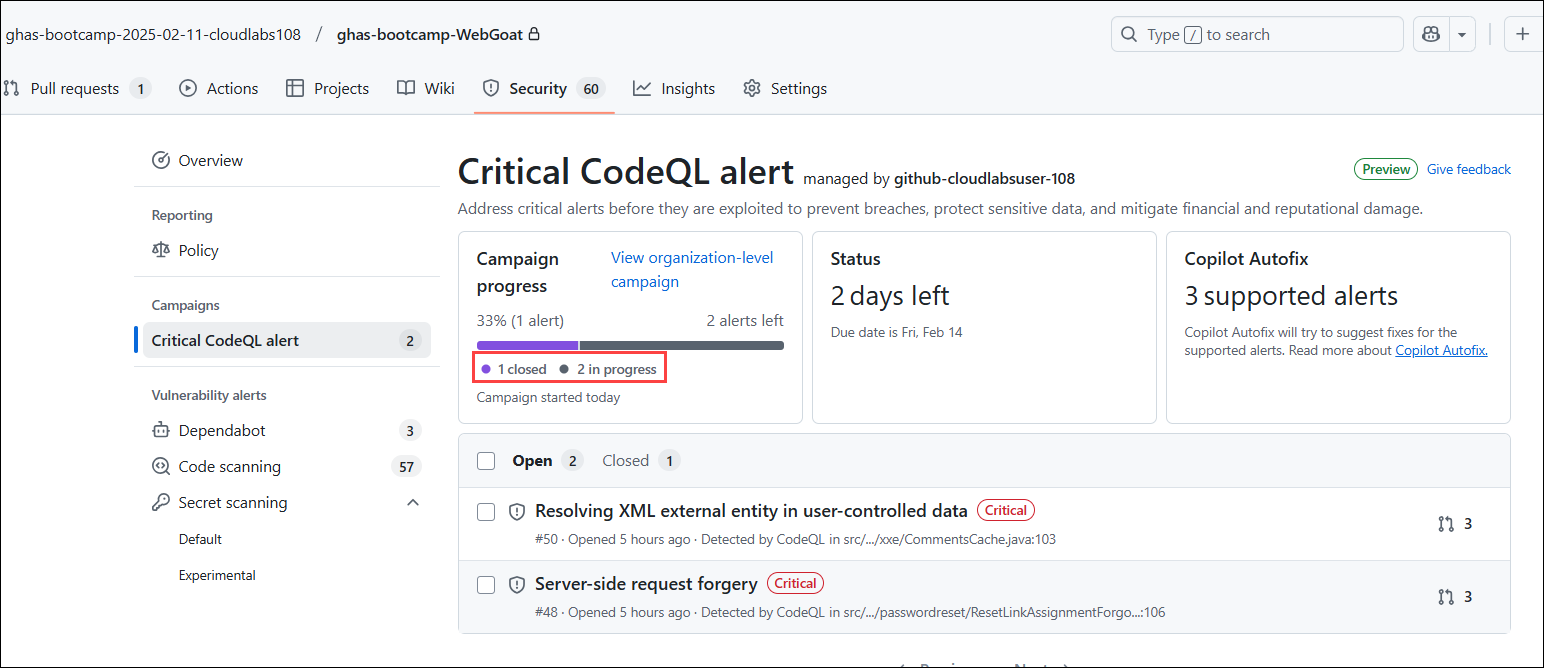 ghas-bootcamp-2025-02-11-cloudlabs108 / ghas-bootcamp-WebGoat
Type / to search
Pull requests 1 Actions Projects Wiki Security 60 Insights Settings
Overview
Reporting
Policy
Campaigns
Critical CodeQL alert 2
Vulnerability alerts
Dependabot 3
Code scanning 57
Secret scanning
Default
Experimental
Critical CodeQL alert managed by github-cloudlabsuser-108
Preview Give feedback
Address critical alerts before they are exploited to prevent breaches, protect sensitive data, and mitigate financial and reputational damage.
Campaign progress
View organization-level campaign
33% (1 alert) 2 alerts left
1 closed 2 in progress
Campaign started today
Status
2 days left
Due date is Fri, Feb 14
Copilot Autofix
3 supported alerts
Copilot Autofix will try to suggest fixes for the
supported alerts. Read more about Copilot Autofix.
Open 2 Closed 1
Resolving XML external entity in user-controlled data Critical
#50 · Opened 5 hours ago · Detected by CodeQL in src/.../xxe/CommentsCache.java:103
3
Server-side request forgery Critical
#48 · Opened 5 hours ago · Detected by CodeQL in src/.../passwordreset/ResetLinkAssignmentForgo...:106
3